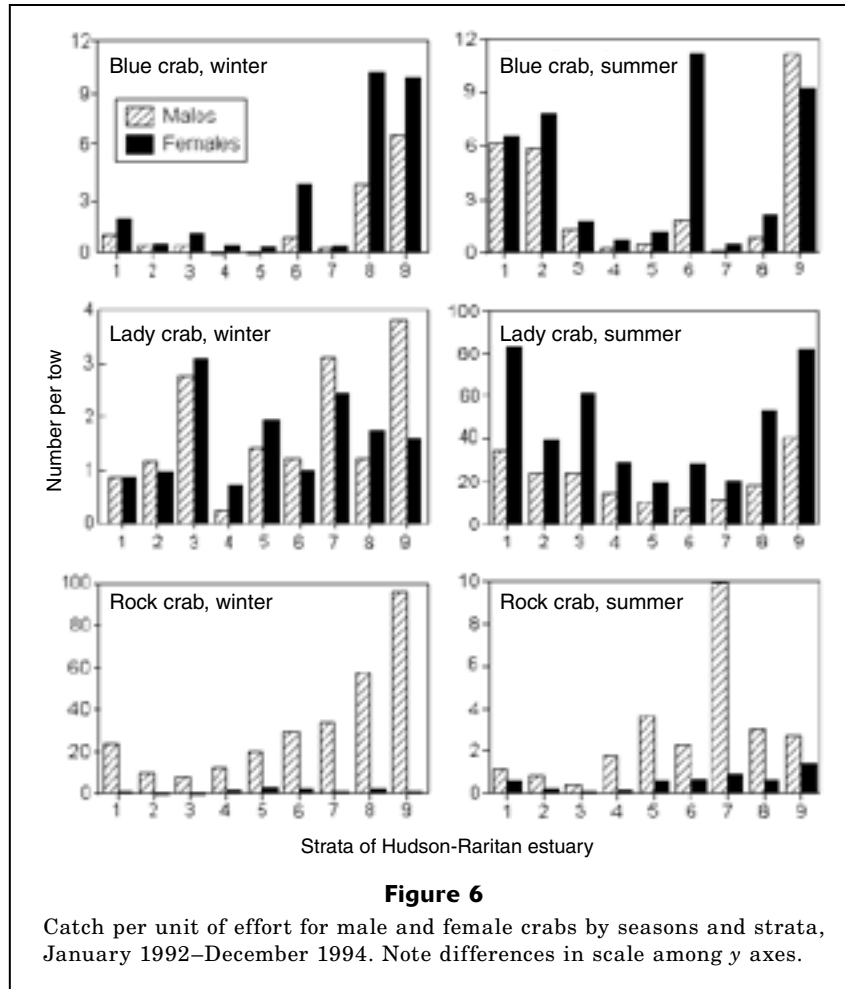 Blue crab, winter
12
9
6
3
0
Males
Females
1 2 3 4 5 6 7 8 9
Blue crab, summer
12
9
6
3
0
1 2 3 4 5 6 7 8 9
Number per tow
Lady crab, winter
4
3
2
1
0
1 2 3 4 5 6 7 8 9
Lady crab, summer
100
80
60
40
20
0
1 2 3 4 5 6 7 8 9
Rock crab, winter
100
80
60
40
20
0
1 2 3 4 5 6 7 8 9
Rock crab, summer
10
8
6
4
2
0
1 2 3 4 5 6 7 8 9
Strata of Hudson-Raritan estuary
Figure 6
Catch per unit of effort for male and female crabs by seasons and strata,
January 1992–December 1994. Note differences in scale among y axes.